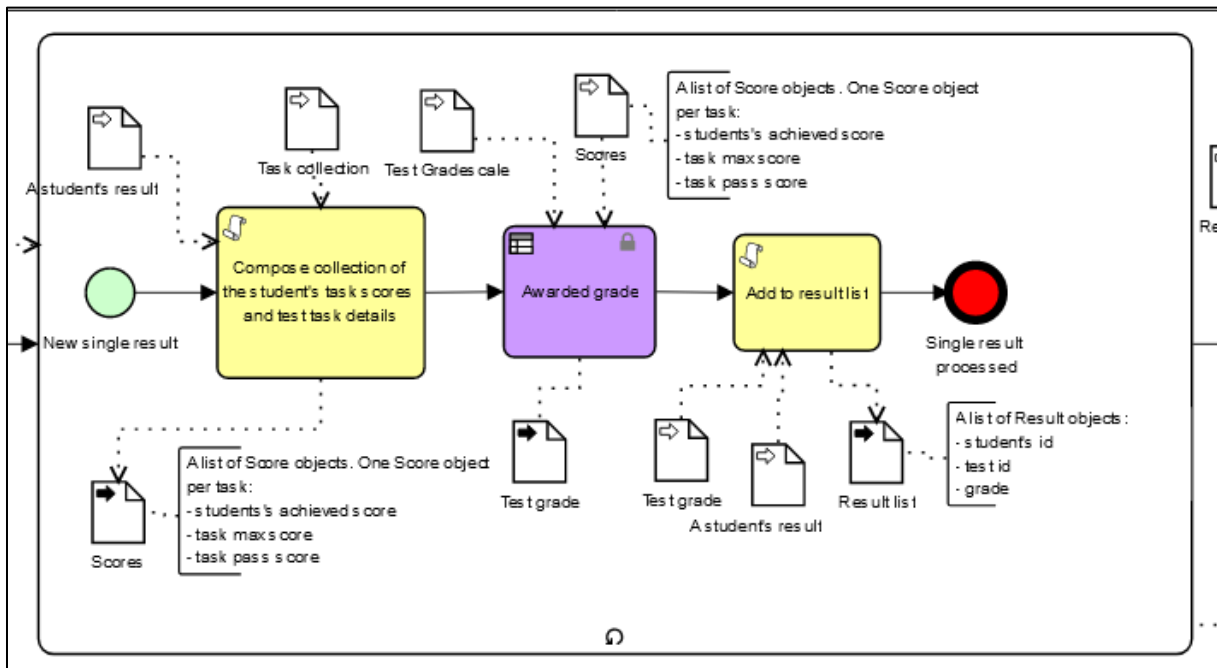 A student's result
Task collection
Test Gradescale
Scores
A list of Score objects. One Score object
per task:
- students's achieved score
- task max score
- task pass score
Re
New single result
Compose collection of
the student's task scores
and test task details
Awarded grade
Add to result list
Single result
processed
A list of Score objects. One Score object
per task:
- students's achieved score
- task max score
- task pass score
Scores
Test grade
Test grade
A student's result
Result list
A list of Result objects:
- student's id
- test id
- grade